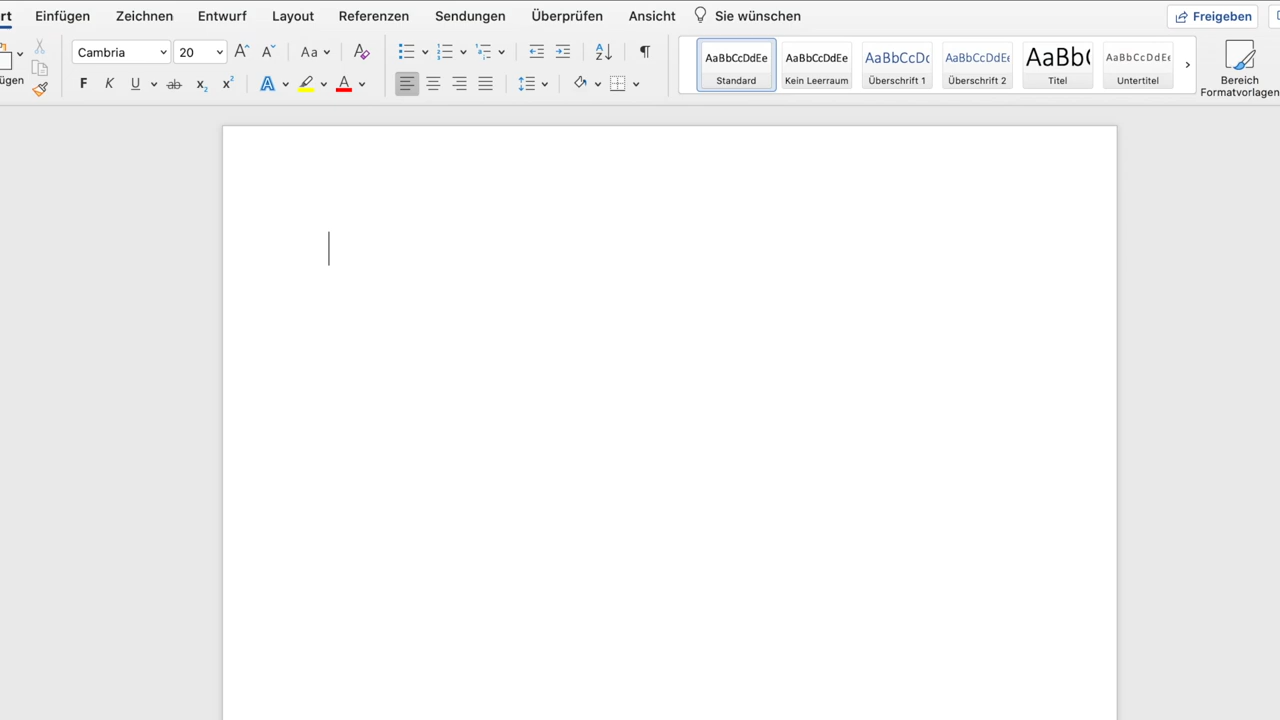 rt Einfügen Zeichnen Entwurf Layout Referenzen Sendungen Überprüfen Ansicht Sie wünschen Freigeben
Cambria 20 Aa
ügen F K U ab x₂ x² A A
AaBbCcDdEe AaBbCcDdEe AaBbCcDc AaBbCcDdEe AaBb( AaBbCcDdEe
Standard Kein Leerraum Überschrift 1 Überschrift 2 Titel Untertitel
Bereich
Formatvorlagen